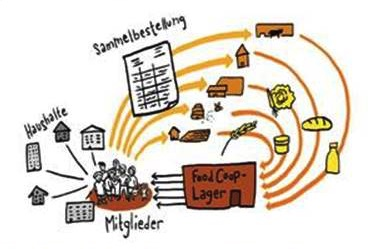 Sammelbestellung
Haushalte
Food Coop-
Lager
Mitglieder